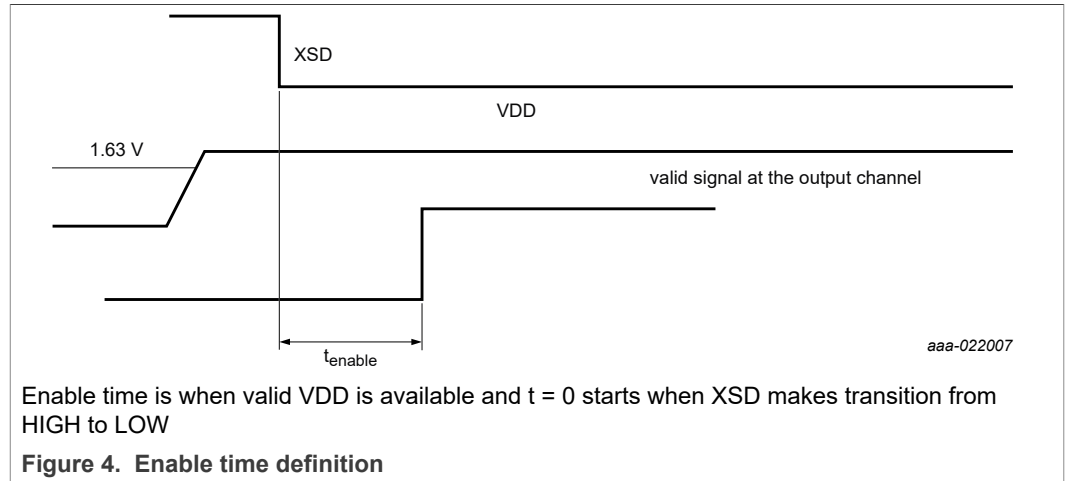 XSD
VDD
1.63 V
valid signal at the output channel
tenable
aaa-022007
Enable time is when valid VDD is available and t = 0 starts when XSD makes transition from
HIGH to LOW
Figure 4. Enable time definition